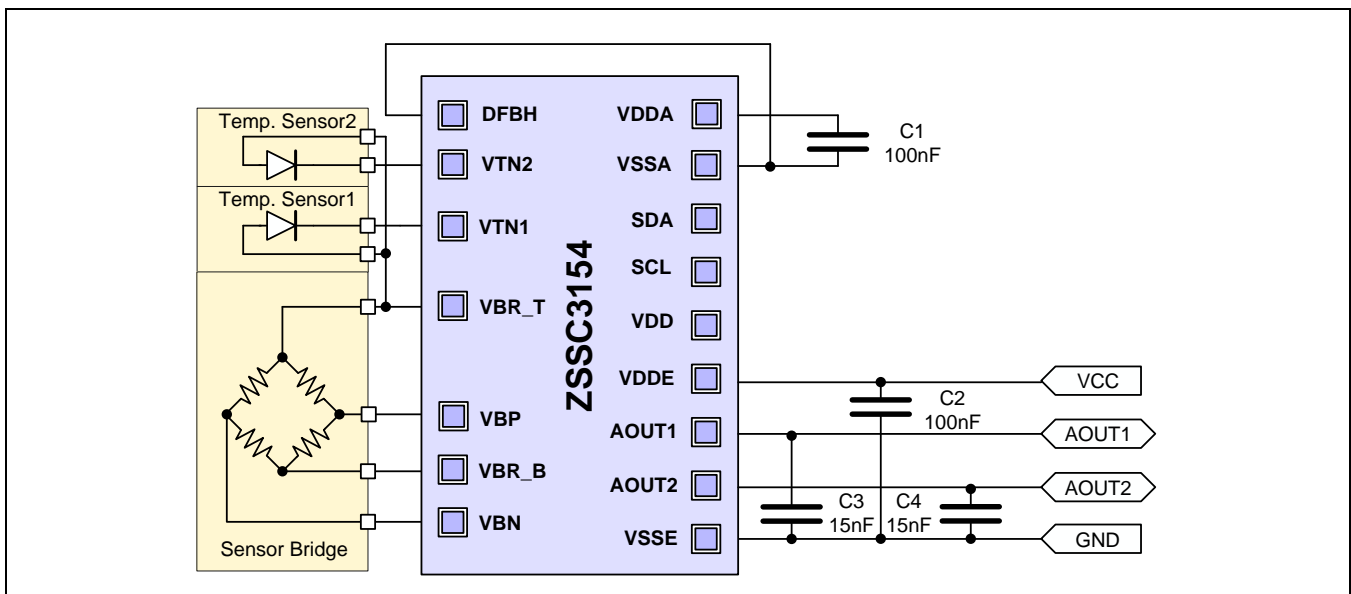 Temp. Sensor2
Temp. Sensor1
Sensor Bridge
DFBH
VTN2
VTN1
VBR_T
VBP
VBR_B
VBN
ZSSC3154
VDDA
VSSA
SDA
SCL
VDD
VDDE
AOUT1
AOUT2
VSSE
C1
100nF
C2
100nF
C3
15nF
C4
15nF
VCC
AOUT1
AOUT2
GND